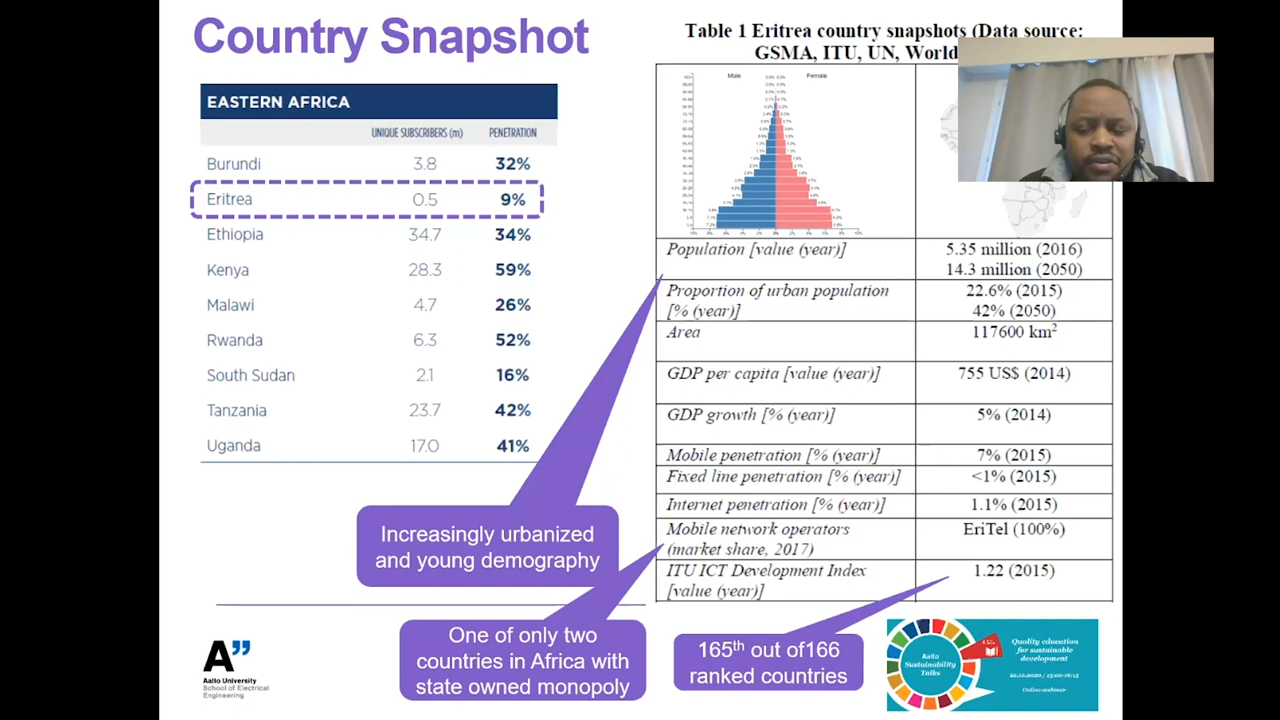 Country Snapshot
EASTERN AFRICA
UNIQUE SUBSCRIBERS (m) PENETRATION
Burundi 3.8 32%
Eritrea 0.5 9%
Ethiopia 34.7 34%
Kenya 28.3 59%
Malawi 4.7 26%
Rwanda 6.3 52%
South Sudan 2.1 16%
Tanzania 23.7 42%
Uganda 17.0 41%
Table 1 Eritrea country snapshots (Data source:
GSMA, ITU, UN, World
Male Female
Population [value (year)] 5.35 million (2016)
14.3 million (2050)
Proportion of urban population 22.6% (2015)
[% (year)] 42% (2050)
Area 117600 km²
GDP per capita [value (year)] 755 US$ (2014)
GDP growth [% (year)] 5% (2014)
Mobile penetration [% (year)] 7% (2015)
Fixed line penetration [% (year)] <1% (2015)
Internet penetration [% (year)] 1.1% (2015)
Mobile network operators EriTel (100%)
(market share, 2017)
ITU ICT Development Index 1.22 (2015)
[value (year)]
Increasingly urbanized
and young demography
One of only two
countries in Africa with
state owned monopoly
165th out of166
ranked countries
A”
Aalto University
School of Electrical
Engineering
Aalto
Sustainability
Talks
Quality education
for sustainable
development
22.10.2020 / 15:00-16:15
Online-webinar